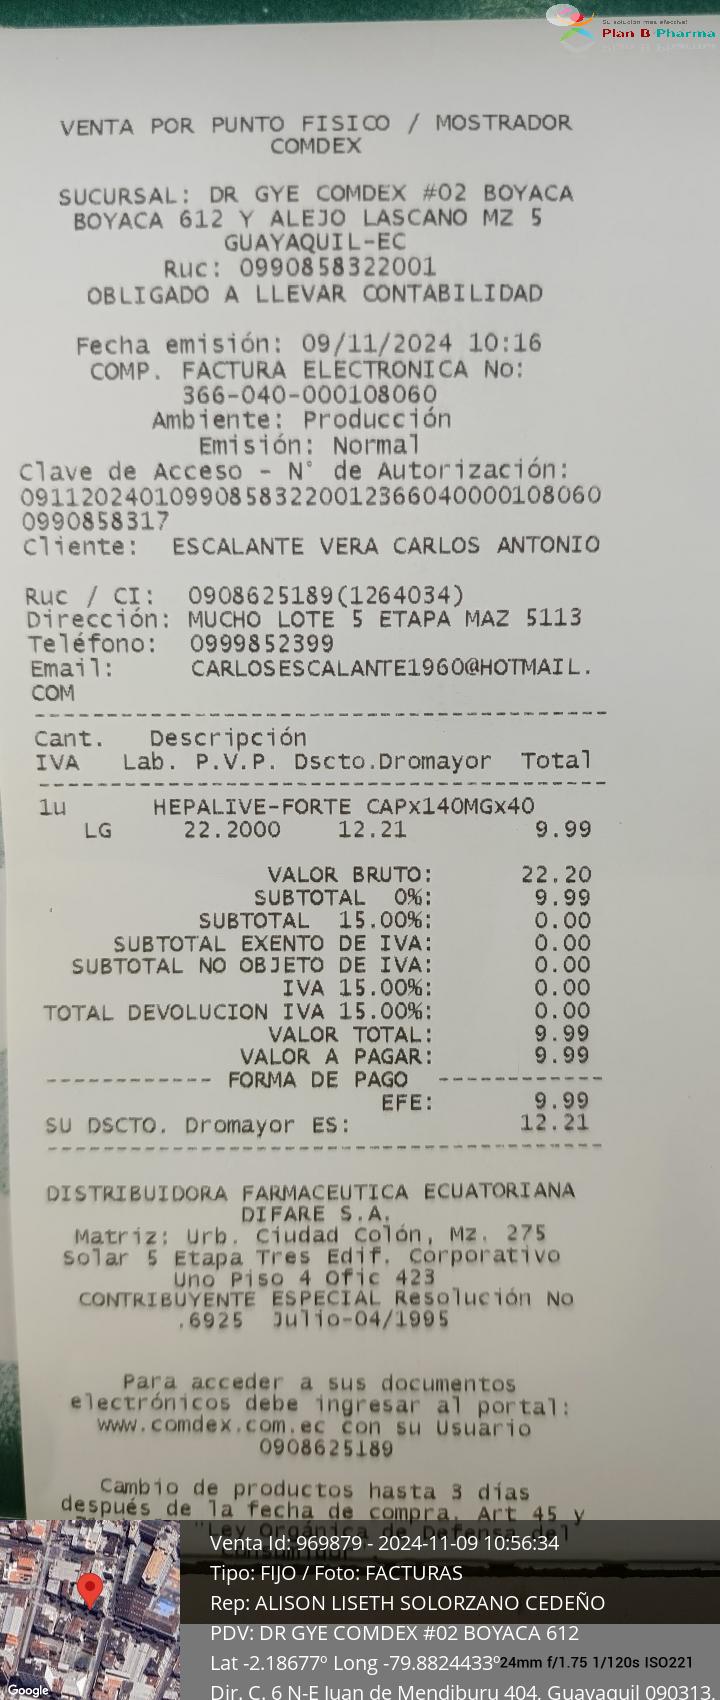 Su solución más efectiva!
Plan B Pharma
VENTA POR PUNTO FISICO / MOSTRADOR
COMDEX
SUCURSAL: DR GYE COMDEX #02 BOYACA
BOYACA 612 Y ALEJO LASCANO MZ 5
GUAYAQUIL-EC
Ruc: 0990858322001
OBLIGADO A LLEVAR CONTABILIDAD
Fecha emisión: 09/11/2024 10:16
COMP. FACTURA ELECTRONICA No:
366-040-000108060
Ambiente: Producción
Emisión: Normal
Clave de Acceso - N° de Autorización:
091120240109908583220012366040000108060
0990858317
Cliente: ESCALANTE VERA CARLOS ANTONIO
Ruc / CI: 0908625189(1264034)
Dirección: MUCHO LOTE 5 ETAPA MAZ 5113
Teléfono: 0999852399
Email: CARLOSESCALANTE1960@HOTMAIL.
COM
Cant. Descripción
IVA Lab. P.V.P. Dscto.Dromayor Total
1u HEPALIVE-FORTE CAPx140MGx40
LG 22.2000 12.21 9.99
VALOR BRUTO: 22.20
SUBTOTAL 0%: 9.99
SUBTOTAL 15.00%: 0.00
SUBTOTAL EXENTO DE IVA: 0.00
SUBTOTAL NO OBJETO DE IVA: 0.00
IVA 15.00%: 0.00
TOTAL DEVOLUCION IVA 15.00%: 0.00
VALOR TOTAL: 9.99
VALOR A PAGAR: 9.99
------------ FORMA DE PAGO ------------
EFE: 9.99
SU DSCTO. Dromayor ES: 12.21
DISTRIBUIDORA FARMACEUTICA ECUATORIANA
DIFARE S.A.
Matriz: Urb. Ciudad Colón, Mz. 275
Solar 5 Etapa Tres Edif. Corporativo
Uno Piso 4 Ofic 423
CONTRIBUYENTE ESPECIAL Resolución No
.6925 Julio-04/1995
Para acceder a sus documentos
electrónicos debe ingresar al portal:
www.comdex.com.ec con su Usuario
0908625189
Cambio de productos hasta 3 días
después de la fecha de compra. Art 45 y
"Ley Orgánica de Defensa del
Venta Id: 969879 - 2024-11-09 10:56:34
Tipo: FIJO / Foto: FACTURAS
Rep: ALISON LISETH SOLORZANO CEDEÑO
PDV: DR GYE COMDEX #02 BOYACA 612
Lat -2.18677º Long -79.8824433º
24mm f/1.75 1/120s ISO221
Dir. C. 6 N-E Juan de Mendiburu 404, Guayaquil 090313
Google